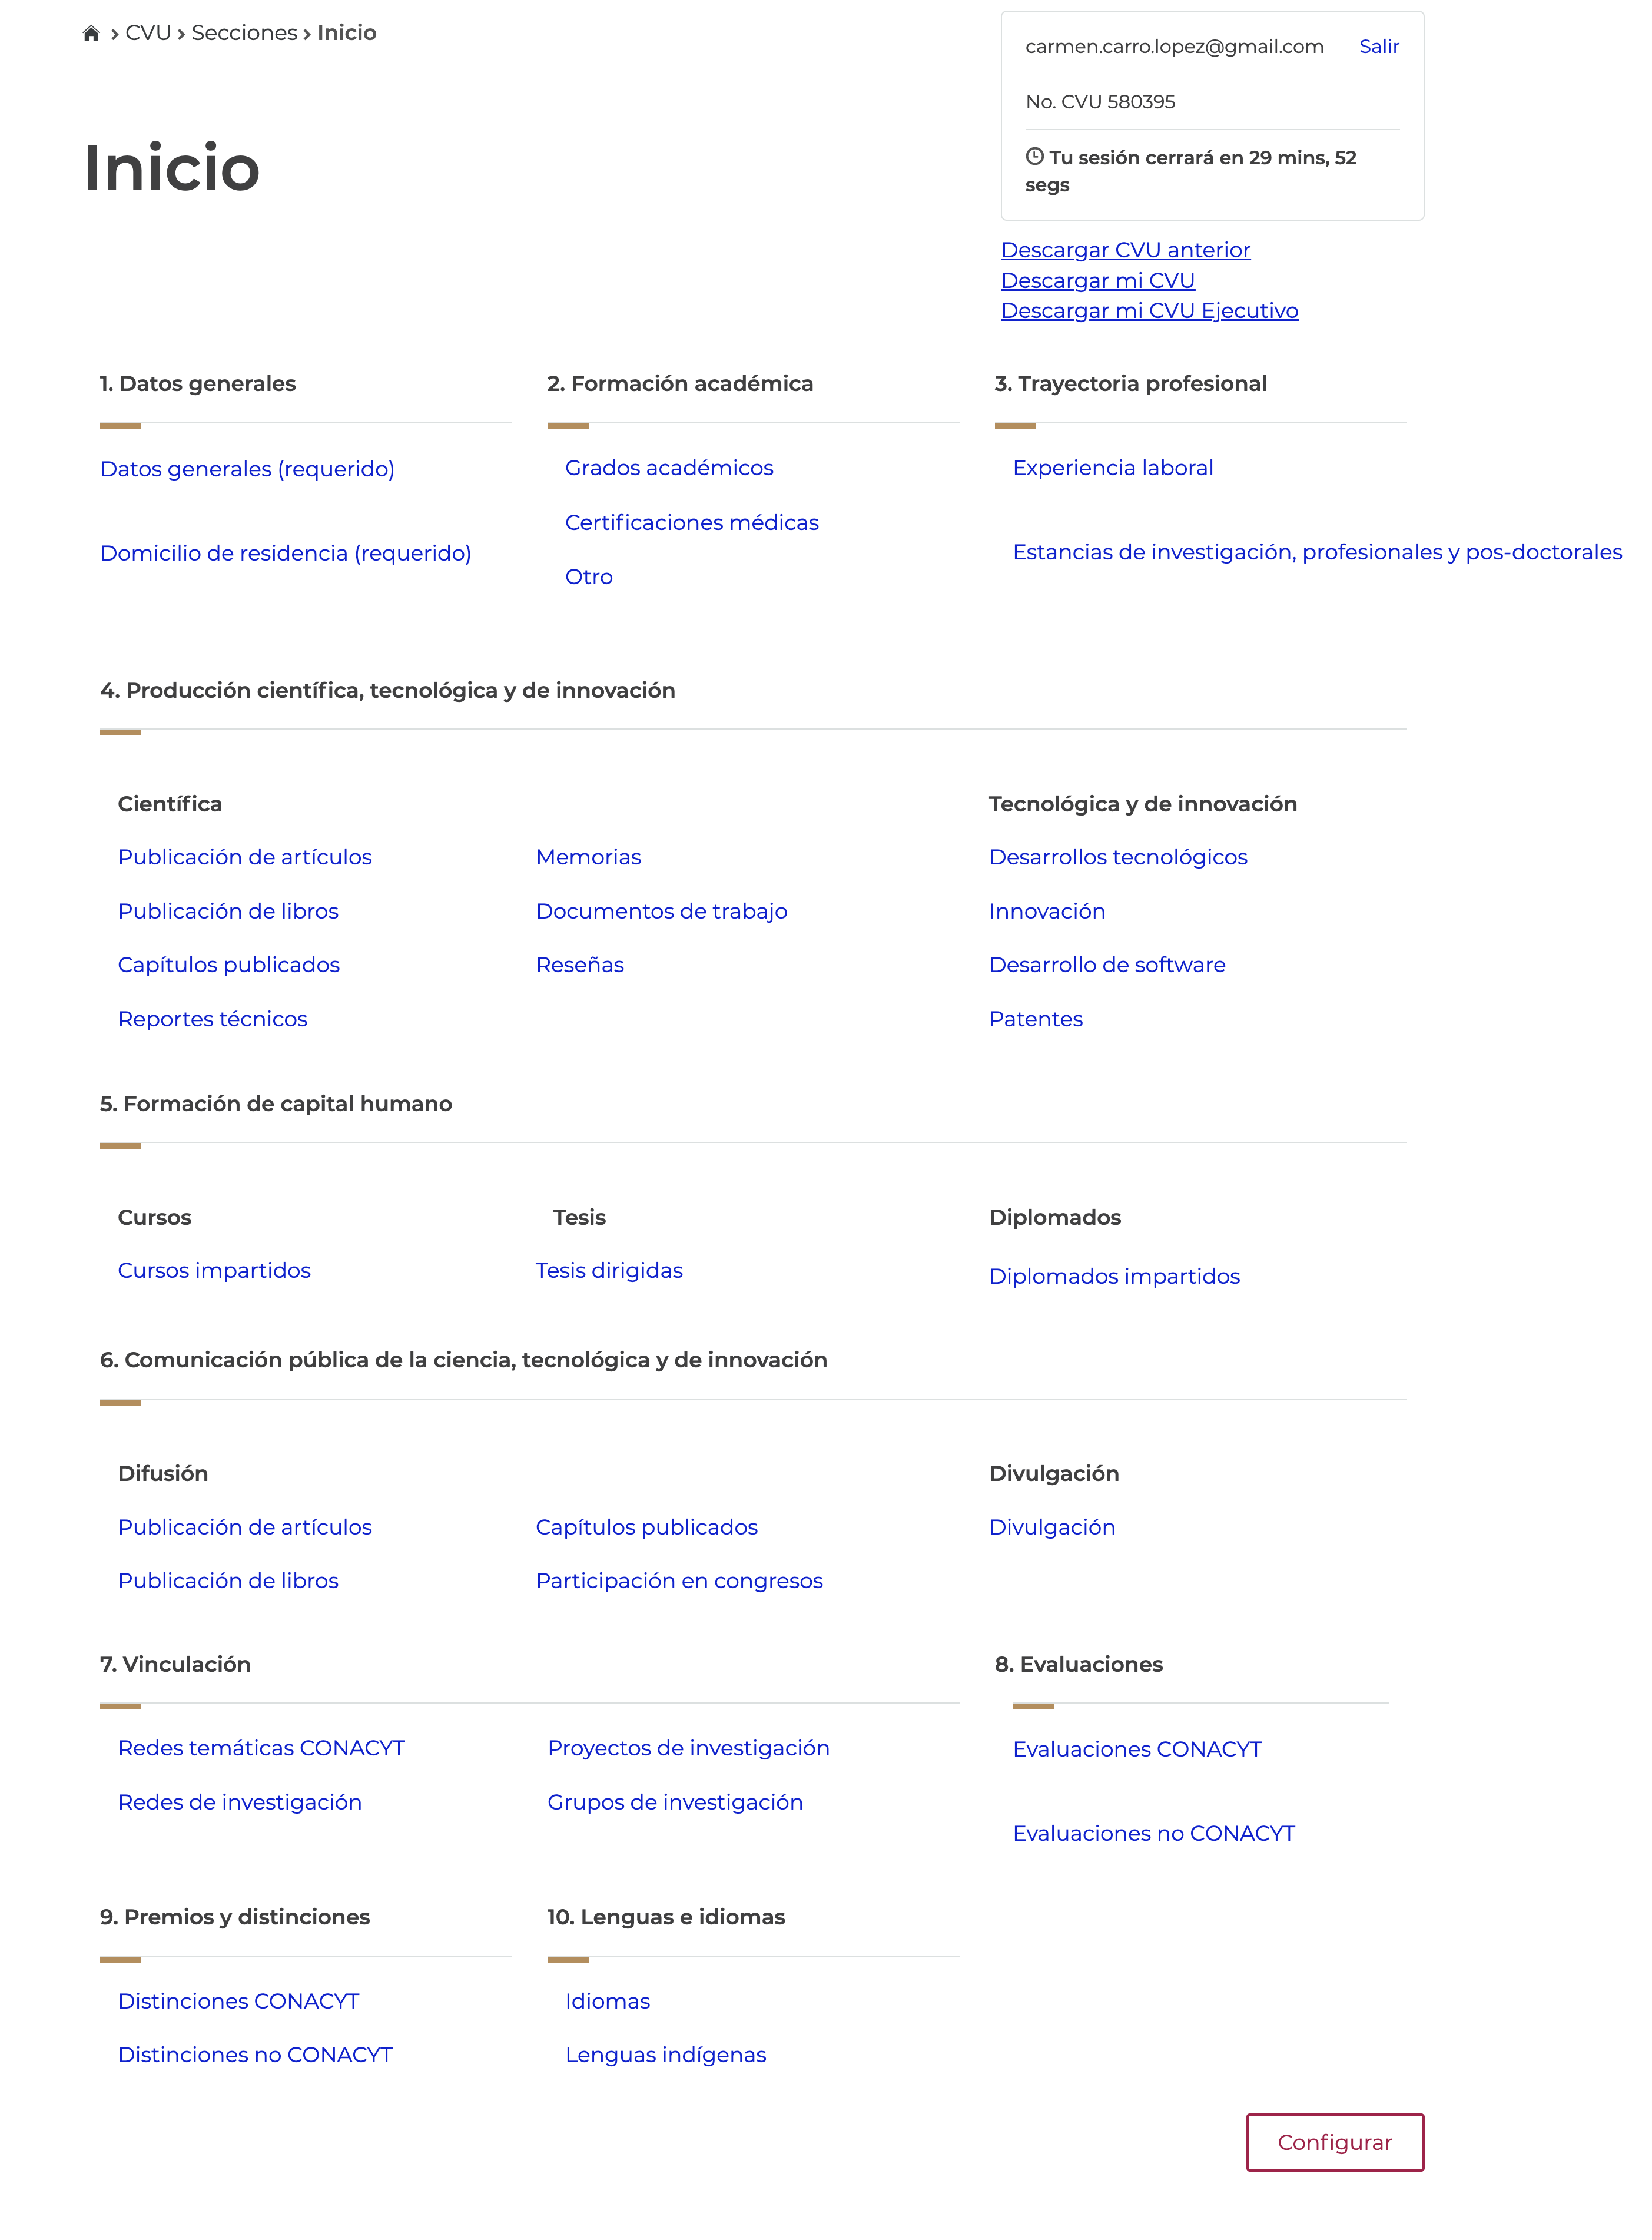 CVU > Secciones > Inicio
carmen.carro.lopez@gmail.com Salir
No. CVU 580395
Tu sesión cerrará en 29 mins, 52
segs
Inicio
Descargar CVU anterior
Descargar mi CVU
Descargar mi CVU Ejecutivo
1. Datos generales
Datos generales (requerido)
Domicilio de residencia (requerido)
2. Formación académica
Grados académicos
Certificaciones médicas
Otro
3. Trayectoria profesional
Experiencia laboral
Estancias de investigación, profesionales y pos-doctorales
4. Producción científica, tecnológica y de innovación
Científica
Publicación de artículos
Publicación de libros
Capítulos publicados
Reportes técnicos
Memorias
Documentos de trabajo
Reseñas
Tecnológica y de innovación
Desarrollos tecnológicos
Innovación
Desarrollo de software
Patentes
5. Formación de capital humano
Cursos
Cursos impartidos
Tesis
Tesis dirigidas
Diplomados
Diplomados impartidos
6. Comunicación pública de la ciencia, tecnológica y de innovación
Difusión
Publicación de artículos
Publicación de libros
Capítulos publicados
Participación en congresos
Divulgación
Divulgación
7. Vinculación
Redes temáticas CONACYT
Redes de investigación
Proyectos de investigación
Grupos de investigación
8. Evaluaciones
Evaluaciones CONACYT
Evaluaciones no CONACYT
9. Premios y distinciones
Distinciones CONACYT
Distinciones no CONACYT
10. Lenguas e idiomas
Idiomas
Lenguas indígenas
Configurar